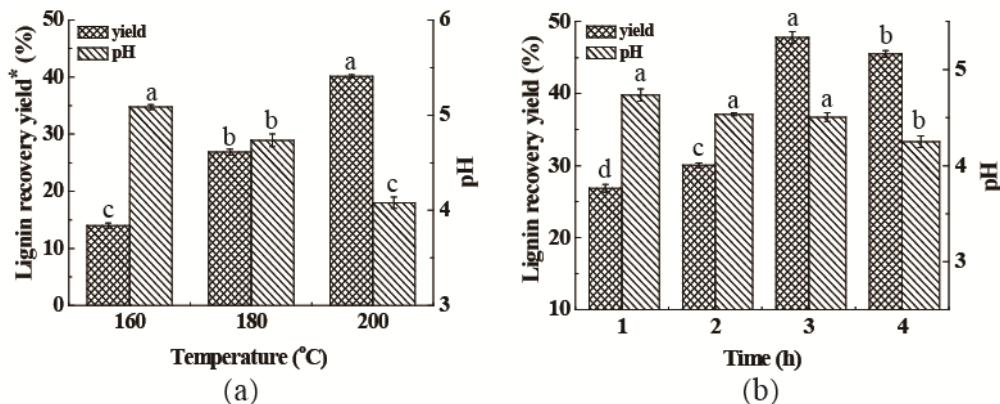 Lignin recovery yield* (%)
50
40
30
20
10
0
yield
pH
c
a
b
b
a
c
160
180
200
Temperature (°C)
6
5
4
3
pH
(a)
Lignin recovery yield (%)
50
40
30
20
10
yield
pH
d
a
c
a
a
a
b
b
1
2
3
4
Time (h)
5
4
3
pH
(b)